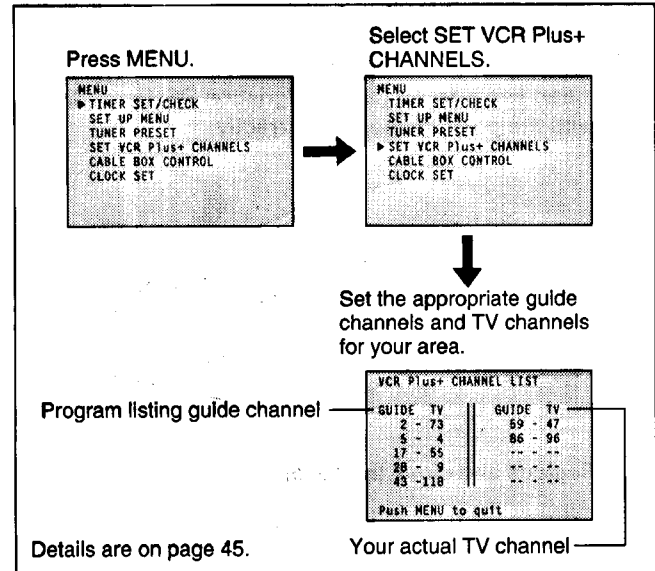 Press MENU.
MENU
▶TIMER SET/CHECK
SET UP MENU
TUNER PRESET
SET VCR Plus+ CHANNELS
CABLE BOX CONTROL
CLOCK SET
Select SET VCR Plus+
CHANNELS.
MENU
TIMER SET/CHECK
SET UP MENU
TUNER PRESET
▶SET VCR Plus+ CHANNELS
CABLE BOX CONTROL
CLOCK SET
Set the appropriate guide
channels and TV channels
for your area.
Program listing guide channel
VCR Plus+ CHANNEL LIST
GUIDE TV GUIDE TV
2 - 73 59 - 47
5 - 4 86 - 96
17 - 55 -- - --
28 - 9 -- - --
43 -118 -- - --
Push MENU to quit
Your actual TV channel
Details are on page 45.